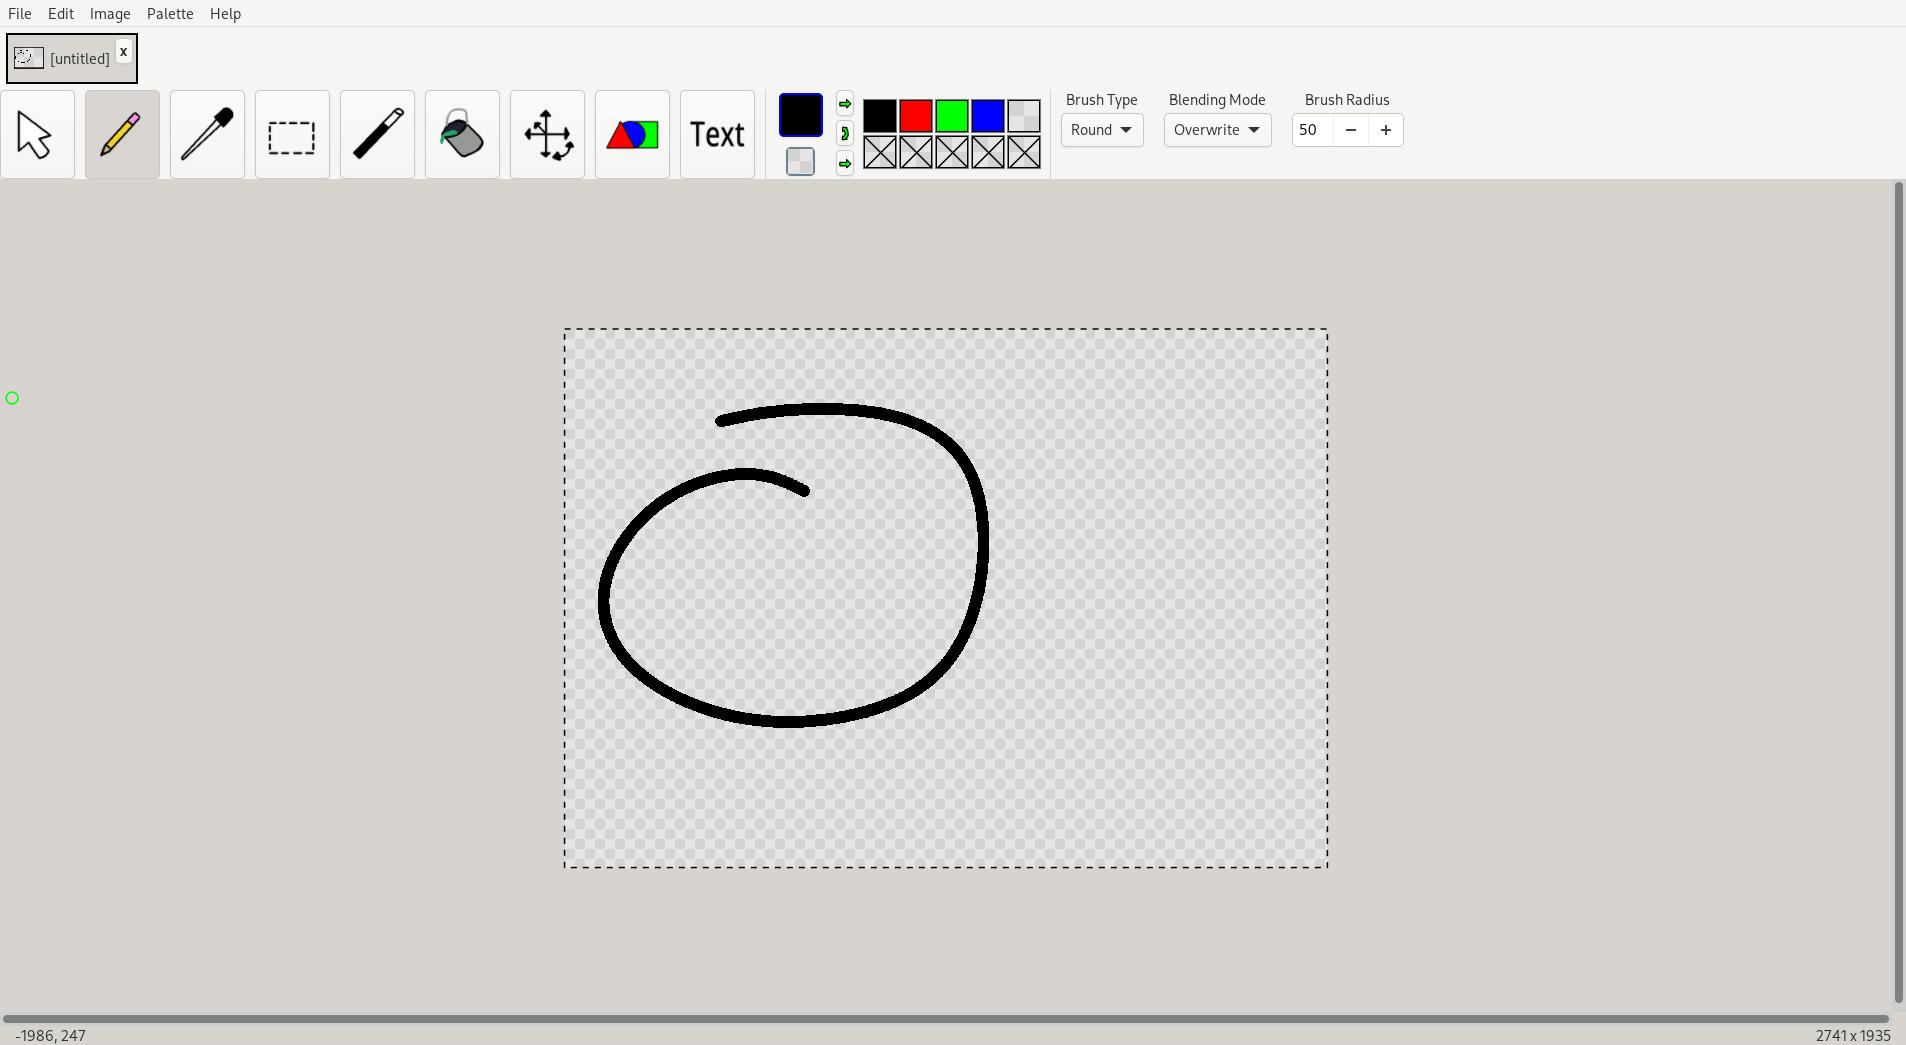 File Edit Image Palette Help
[untitled] x
Text
Brush Type Blending Mode Brush Radius
Round Overwrite 50 − +
-1986, 247 2741 x 1935